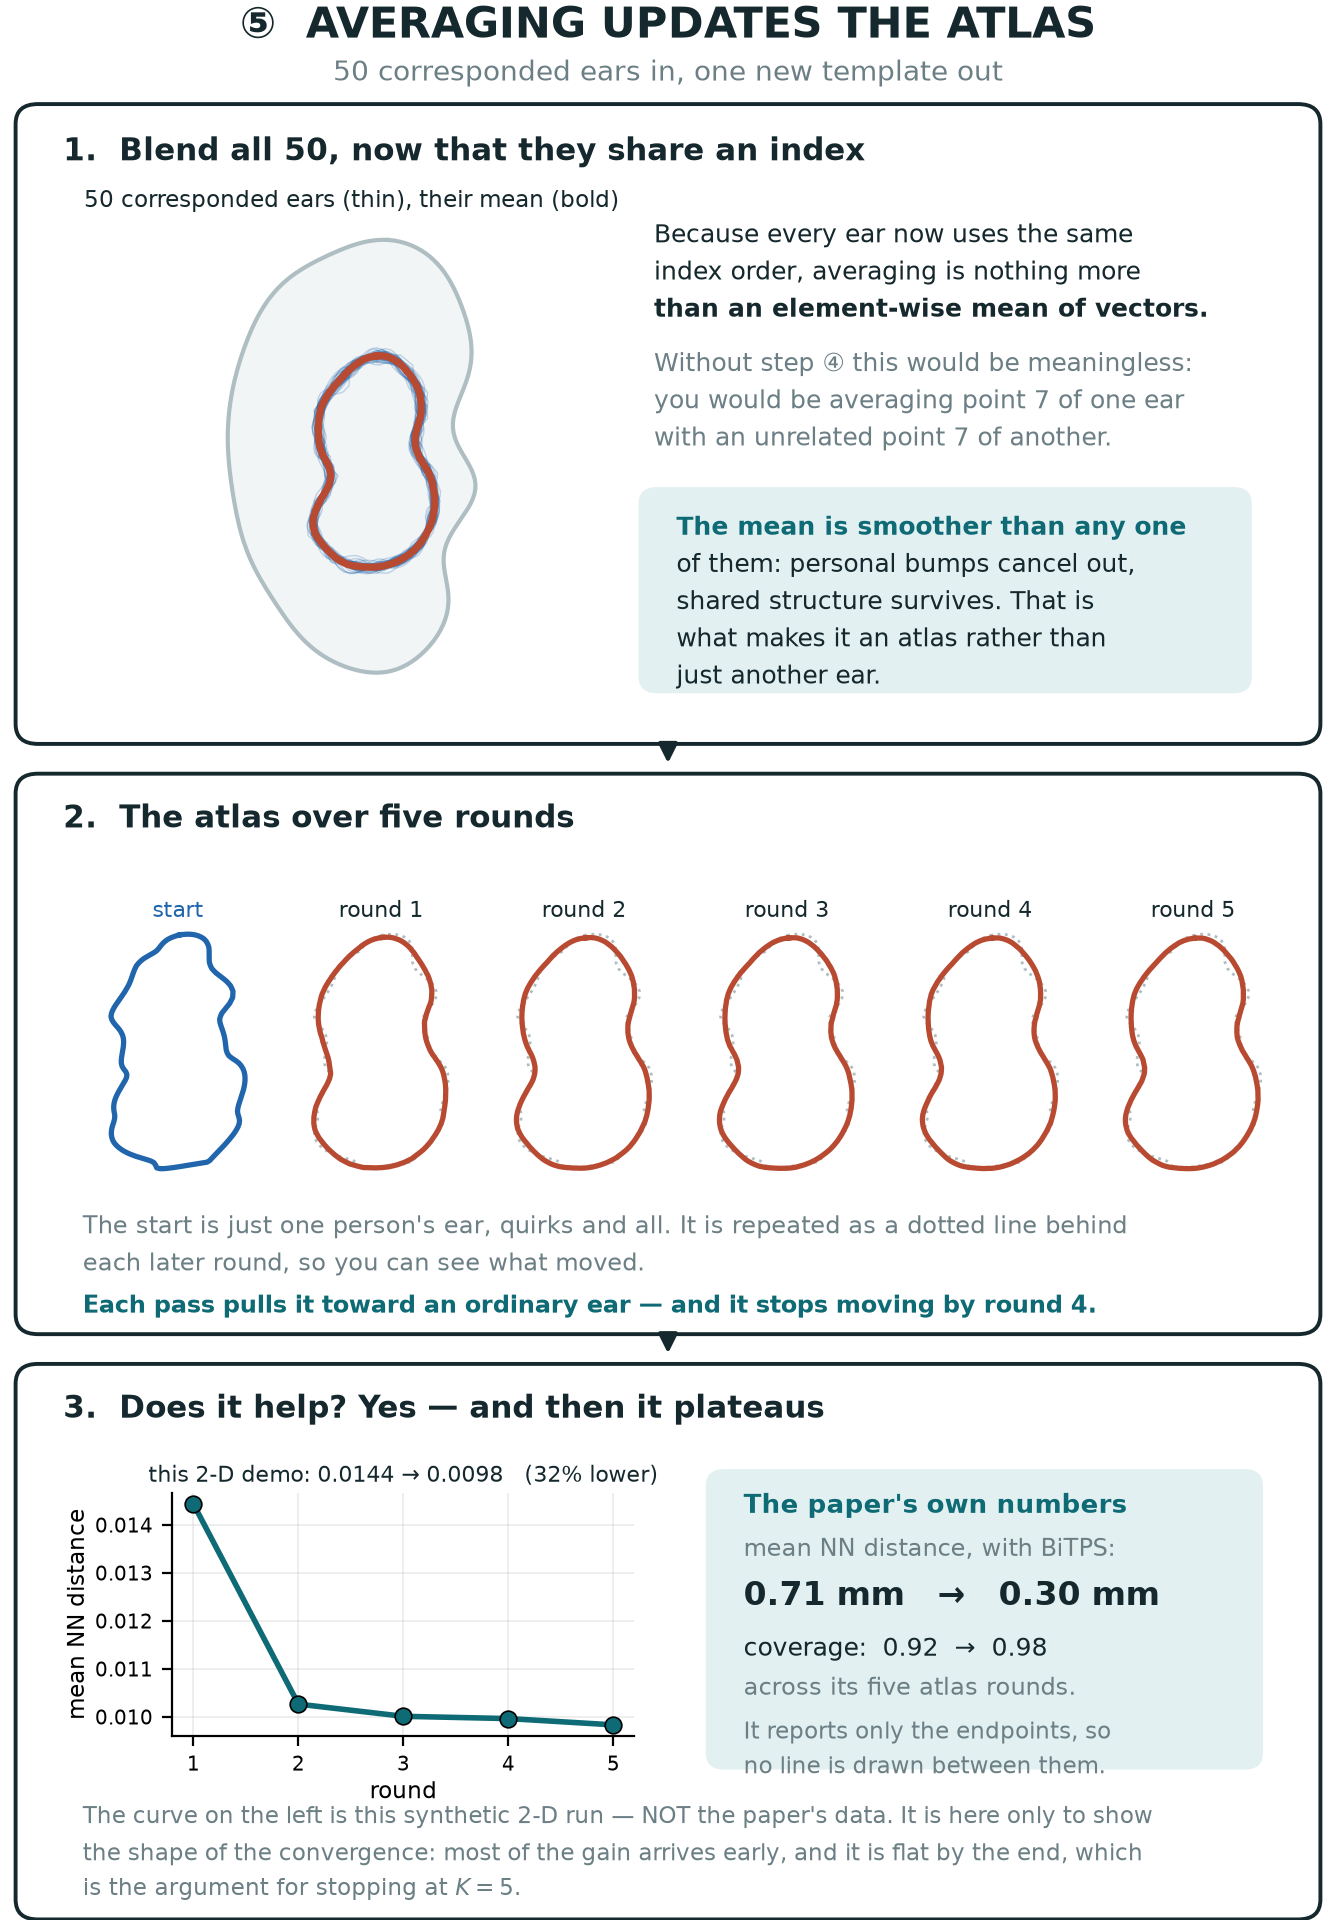 ⑤ AVERAGING UPDATES THE ATLAS
50 corresponded ears in, one new template out
1. Blend all 50, now that they share an index
50 corresponded ears (thin), their mean (bold)
Because every ear now uses the same
index order, averaging is nothing more
than an element-wise mean of vectors.
Without step ④ this would be meaningless:
you would be averaging point 7 of one ear
with an unrelated point 7 of another.
The mean is smoother than any one
of them: personal bumps cancel out,
shared structure survives. That is
what makes it an atlas rather than
just another ear.
2. The atlas over five rounds
start round 1 round 2 round 3 round 4 round 5
The start is just one person's ear, quirks and all. It is repeated as a dotted line behind
each later round, so you can see what moved.
Each pass pulls it toward an ordinary ear — and it stops moving by round 4.
3. Does it help? Yes — and then it plateaus
this 2-D demo: 0.0144 → 0.0098 (32% lower)
mean NN distance
0.014
0.013
0.012
0.011
0.010
1 2 3 4 5
round
The paper's own numbers
mean NN distance, with BiTPS:
0.71 mm → 0.30 mm
coverage: 0.92 → 0.98
across its five atlas rounds.
It reports only the endpoints, so
no line is drawn between them.
The curve on the left is this synthetic 2-D run — NOT the paper's data. It is here only to show
the shape of the convergence: most of the gain arrives early, and it is flat by the end, which
is the argument for stopping at K = 5.